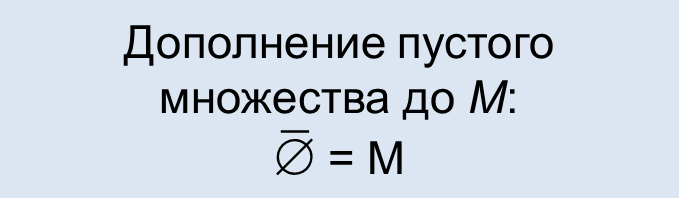 Дополнение пустого
множества до M:
∅̅ = М